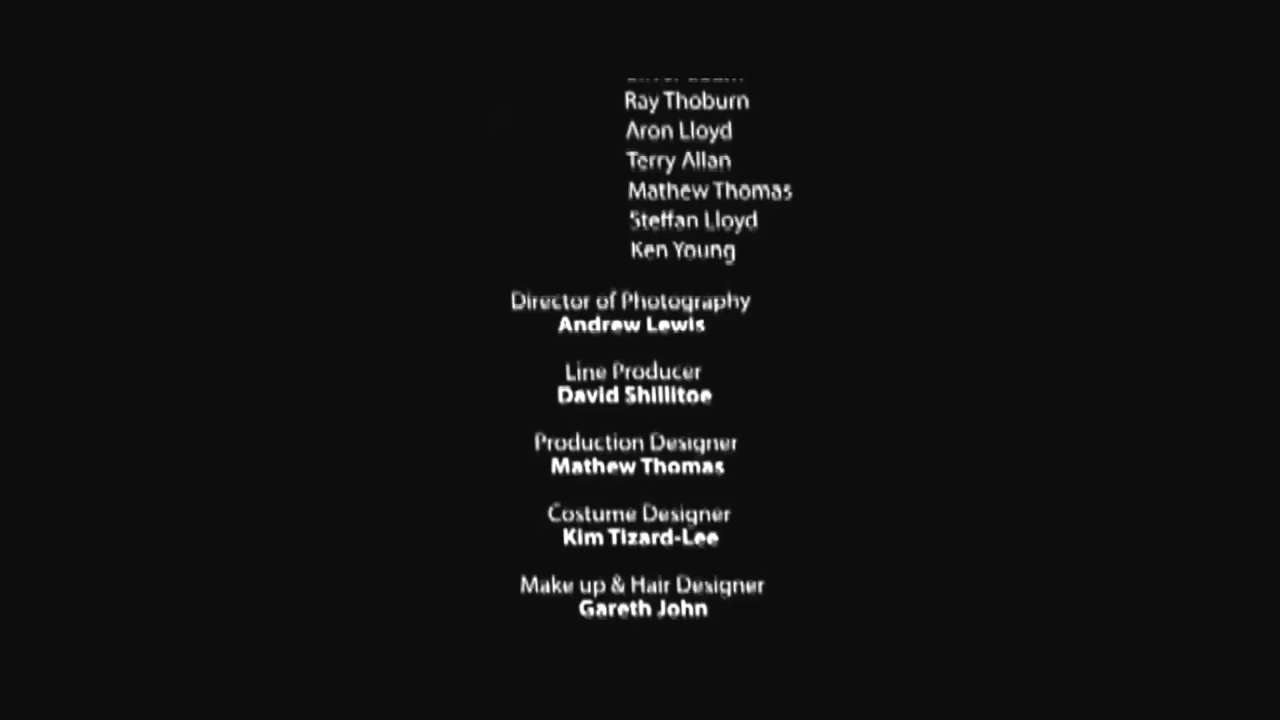 Ray Thoburn
Aron Lloyd
Terry Allan
Mathew Thomas
Steffan Lloyd
Ken Young
Director of Photography
Andrew Lewis
Line Producer
David Shillitoe
Production Designer
Mathew Thomas
Costume Designer
Kim Tizard-Lee
Make up & Hair Designer
Gareth John